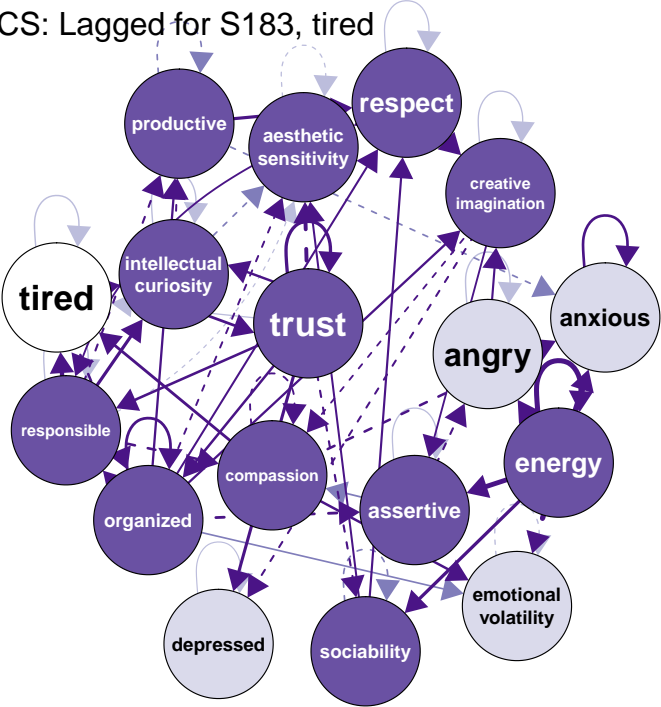 CS: Lagged for S183, tired
respect
productive
aesthetic
sensitivity
creative
imagination
intellectual
curiosity
tired
trust
anxious
angry
responsible
energy
compassion
organized
assertive
emotional
volatility
depressed
sociability